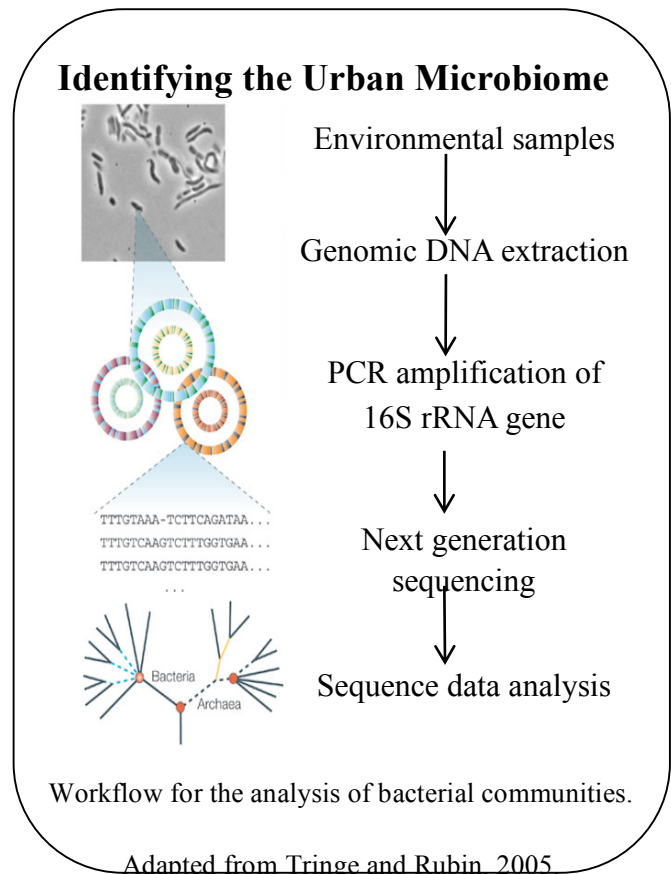 Identifying the Urban Microbiome
Environmental samples
Genomic DNA extraction
PCR amplification of
16S rRNA gene
Next generation
sequencing
Sequence data analysis
TTTGTAAA-TCTTCAGATAA...
TTTGTCAAGTCTTTGGTGAA...
TTTGTCAAGTCTTTGGTGAA...
...
Bacteria
Archaea
Workflow for the analysis of bacterial communities.
Adapted from Tringe and Rubin, 2005.